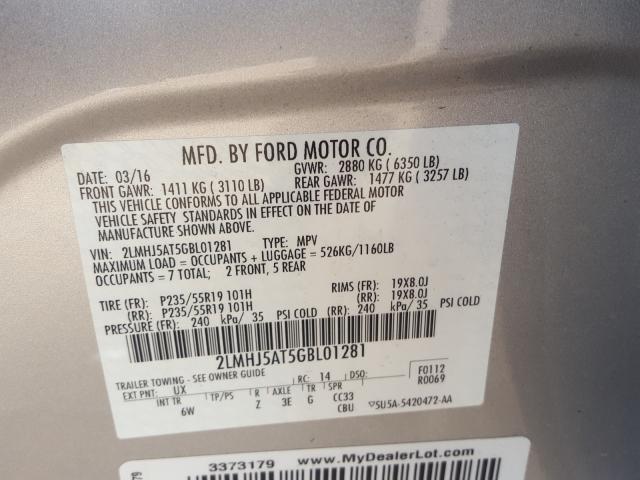 MFD. BY FORD MOTOR CO.
DATE: 03/16 GVWR: 2880 KG ( 6350 LB)
FRONT GAWR: 1411 KG ( 3110 LB) REAR GAWR: 1477 KG ( 3257 LB)
THIS VEHICLE CONFORMS TO ALL APPLICABLE FEDERAL MOTOR
VEHICLE SAFETY STANDARDS IN EFFECT ON THE DATE OF
MANUFACTURE SHOWN ABOVE.
VIN: 2LMHJ5AT5GBL01281 TYPE: MPV
MAXIMUM LOAD = OCCUPANTS + LUGGAGE = 526KG/1160LB
OCCUPANTS = 7 TOTAL; 2 FRONT, 5 REAR
TIRE (FR): P235/55R19 101H RIMS (FR): 19X8.0J
(RR): P235/55R19 101H (RR): 19X8.0J
PRESSURE (FR): 240 kPa/ 35 PSI COLD (RR): 240 kPa/ 35 PSI COLD
2LMHJ5AT5GBL01281
TRAILER TOWING - SEE OWNER GUIDE RC: 14 DSO: F0112
R0069
EXT PNT: UX INT TR TP/PS R AXLE TR SPR
6W Z 3E G CC33
CBU 5U5A-5420472-AA
3373179 www.MyDealerLot.com
79